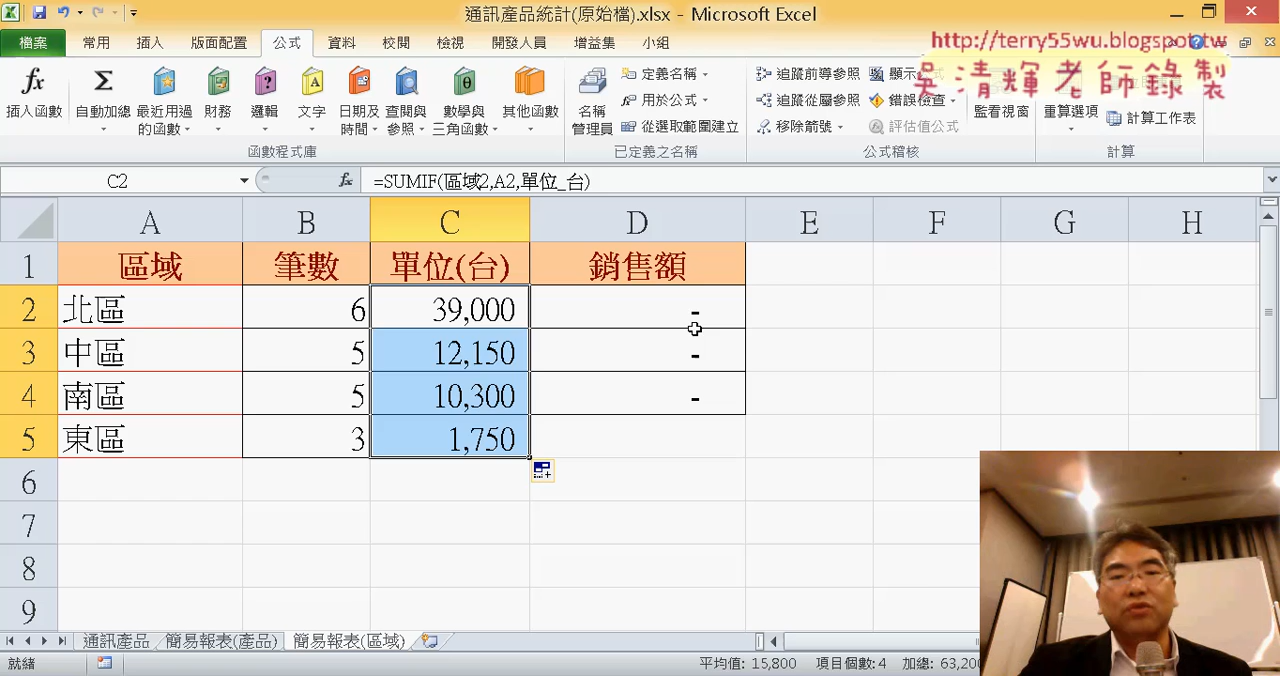 通訊產品統計(原始檔).xlsx - Microsoft Excel
檔案 常用 插入 版面配置 公式 資料 校閱 檢視 開發人員 增益集 小組
http://terry55wu.blogspot.tw
吳清輝老師錄製
插入函數 自動加總 最近用過的函數 財務 邏輯 文字 日期及時間 查閱與參照 數學與三角函數 其他函數
名稱管理員 定義名稱 用於公式 從選取範圍建立
追蹤前導參照 追蹤從屬參照 移除箭號 顯示公式 錯誤檢查 評估值公式 監看視窗
重算選項 計算工作表
函數程式庫 已定義之名稱 公式稽核 計算
C2 fx =SUMIF(區域2,A2,單位_台)
A B C D E F G H
1 區域 筆數 單位(台) 銷售額
2 北區 6 39,000 -
3 中區 5 12,150 -
4 南區 5 10,300 -
5 東區 3 1,750
6
7
8
9
通訊產品 簡易報表(產品) 簡易報表(區域)
就緒 平均值: 15,800 項目個數: 4 加總: 63,200